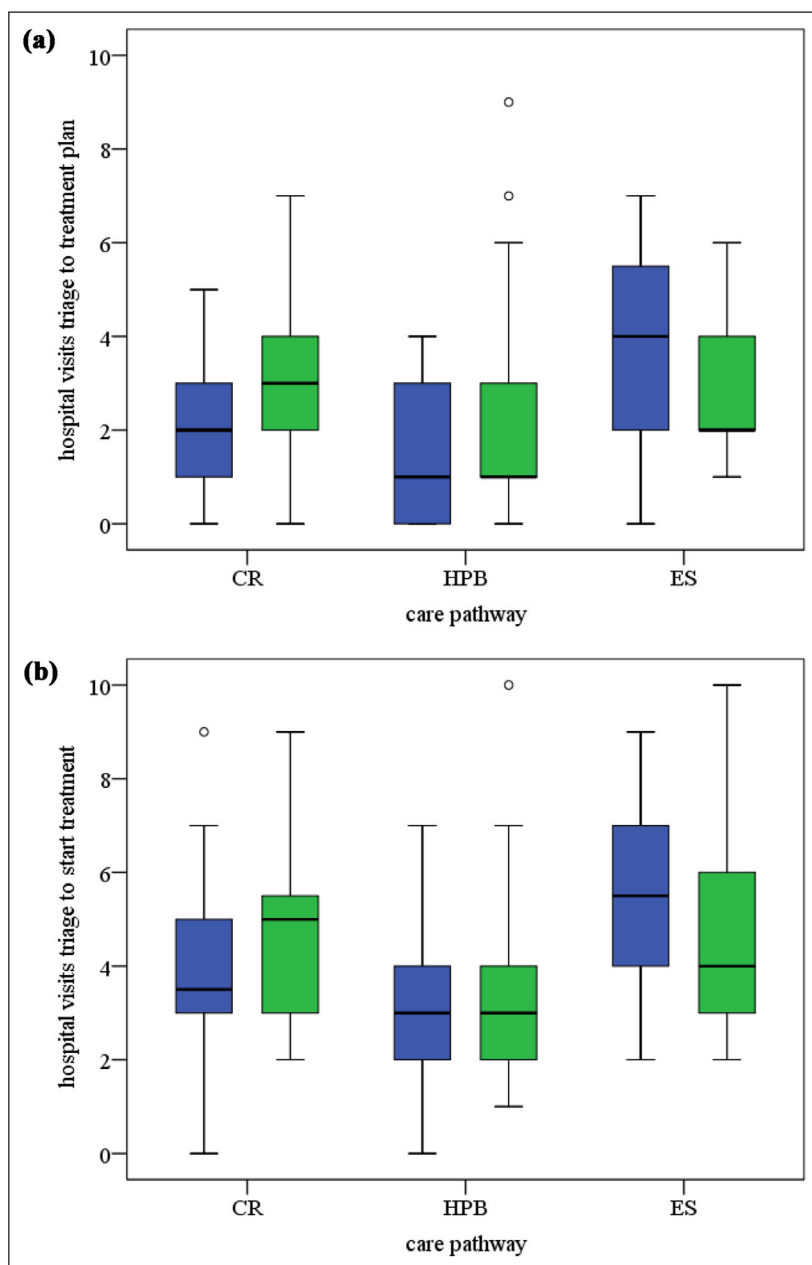 (a)
hospital visits triage to treatment plan
10
8
6
4
2
0
CR
HPB
ES
care pathway
(b)
hospital visits triage to start treatment
10
8
6
4
2
0
CR
HPB
ES
care pathway